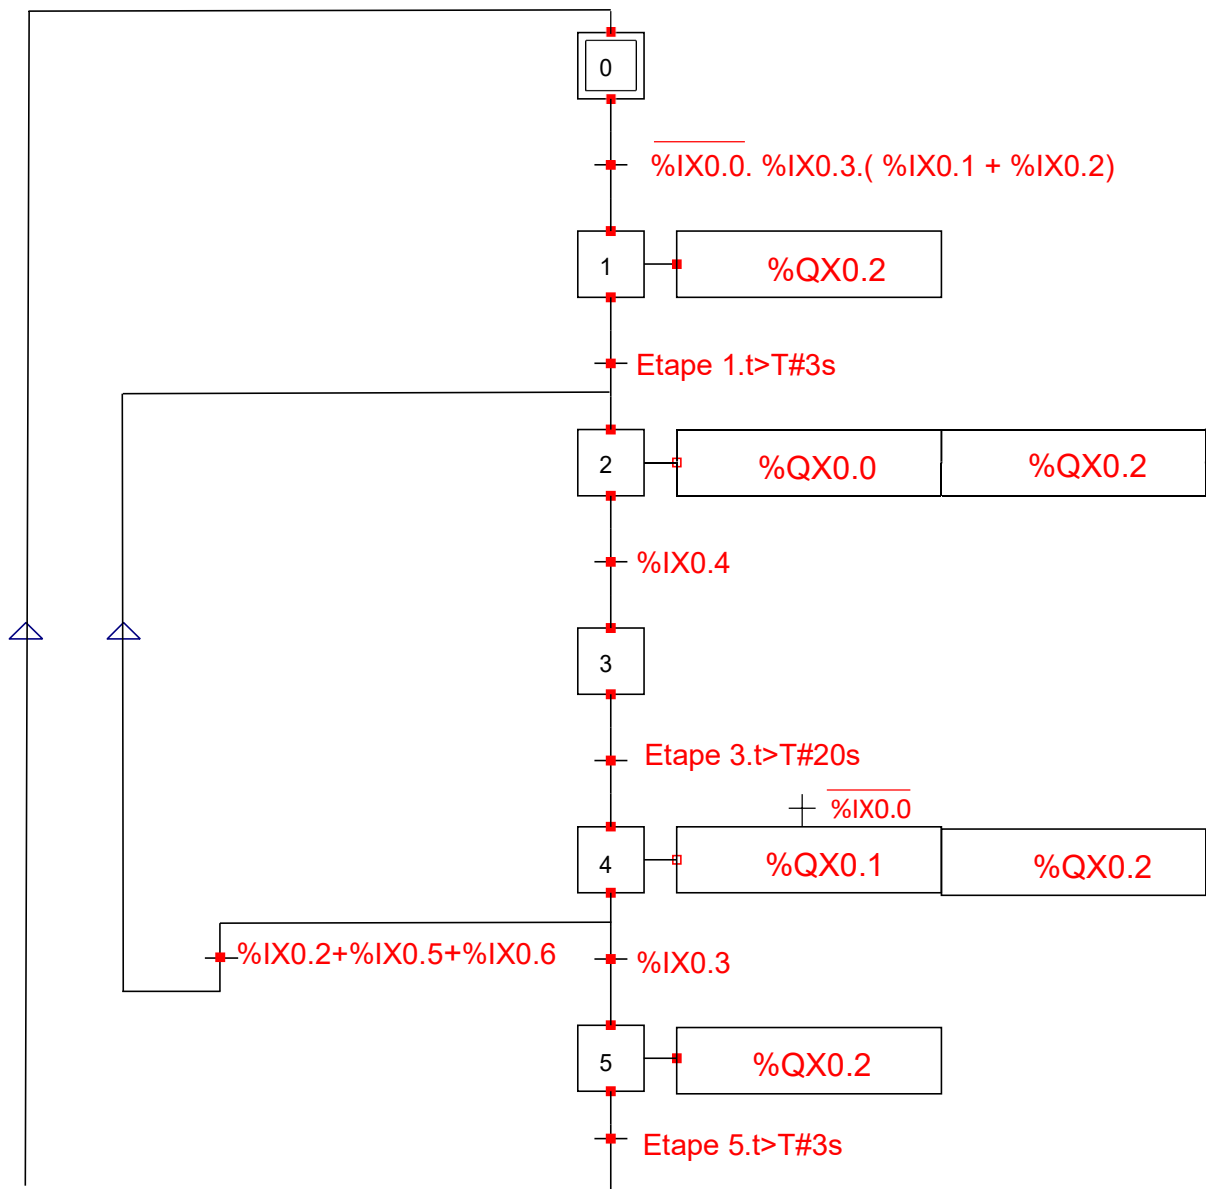 0
%IX0.0. %IX0.3.( %IX0.1 + %IX0.2)
1
%QX0.2
Etape 1.t>T#3s
2
%QX0.0
%QX0.2
%IX0.4
3
Etape 3.t>T#20s
%IX0.0
4
%QX0.1
%QX0.2
%IX0.2+%IX0.5+%IX0.6
%IX0.3
5
%QX0.2
Etape 5.t>T#3s